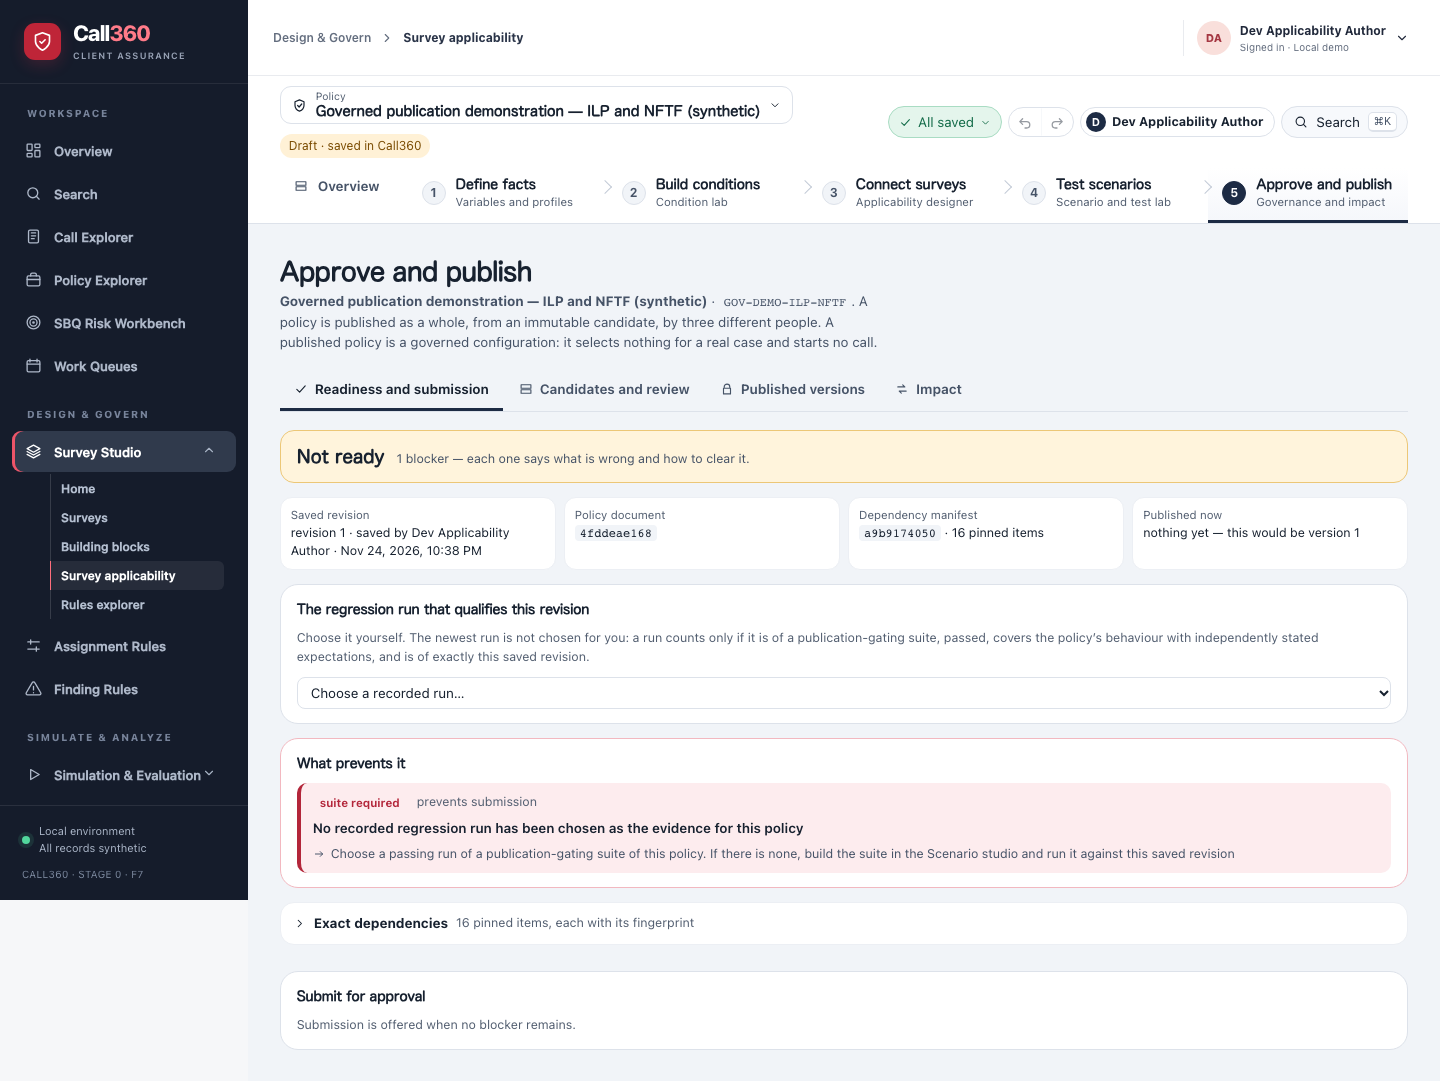 Call360
CLIENT ASSURANCE
WORKSPACE
Overview
Search
Call Explorer
Policy Explorer
SBQ Risk Workbench
Work Queues
DESIGN & GOVERN
Survey Studio
Home
Surveys
Building blocks
Survey applicability
Rules explorer
Assignment Rules
Finding Rules
SIMULATE & ANALYZE
Simulation & Evaluation
Local environment
All records synthetic
CALL360 · STAGE 0 · F7
Design & Govern
Survey applicability
DA
Dev Applicability Author
Signed in · Local demo
Policy
Governed publication demonstration — ILP and NFTF (synthetic)
Draft · saved in Call360
All saved
D
Dev Applicability Author
Search
⌘K
Overview
1
Define facts
Variables and profiles
2
Build conditions
Condition lab
3
Connect surveys
Applicability designer
4
Test scenarios
Scenario and test lab
5
Approve and publish
Governance and impact
Approve and publish
Governed publication demonstration — ILP and NFTF (synthetic) · GOV-DEMO-ILP-NFTF . A
policy is published as a whole, from an immutable candidate, by three different people. A
published policy is a governed configuration: it selects nothing for a real case and starts no call.
Readiness and submission
Candidates and review
Published versions
Impact
Not ready
1 blocker — each one says what is wrong and how to clear it.
Saved revision
revision 1 · saved by Dev Applicability
Author · Nov 24, 2026, 10:38 PM
Policy document
4fddeae168
Dependency manifest
a9b9174050 · 16 pinned items
Published now
nothing yet — this would be version 1
The regression run that qualifies this revision
Choose it yourself. The newest run is not chosen for you: a run counts only if it is of a publication-gating suite, passed, covers the policy’s behaviour with independently stated
expectations, and is of exactly this saved revision.
Choose a recorded run…
What prevents it
suite required
prevents submission
No recorded regression run has been chosen as the evidence for this policy
→ Choose a passing run of a publication-gating suite of this policy. If there is none, build the suite in the Scenario studio and run it against this saved revision
Exact dependencies
16 pinned items, each with its fingerprint
Submit for approval
Submission is offered when no blocker remains.